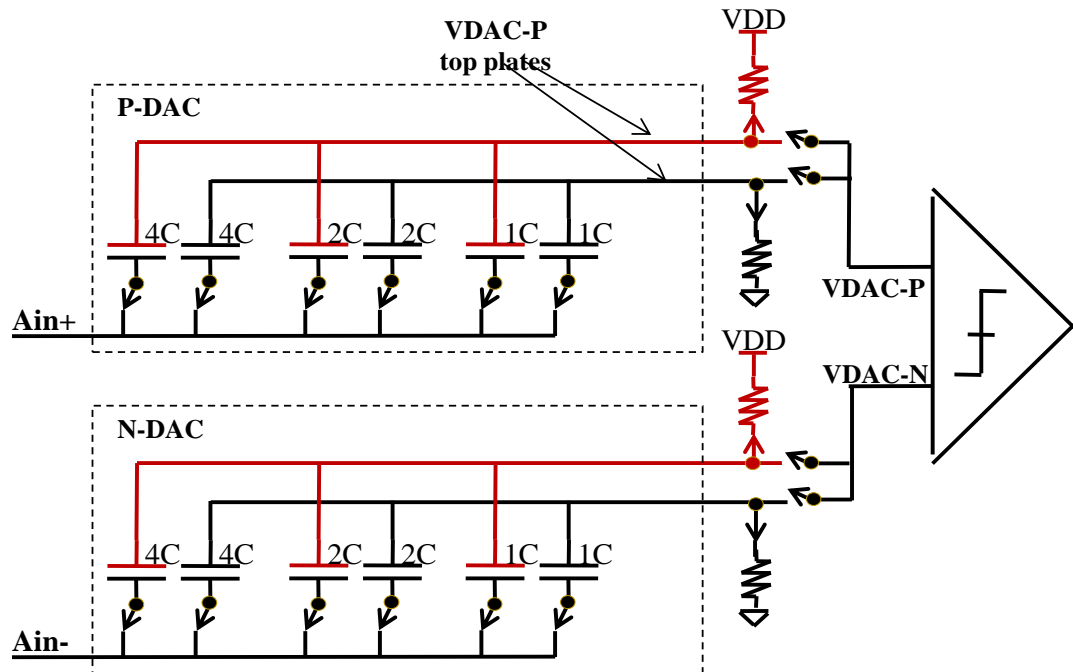 VDAC-P
top plates
VDD
P-DAC
4C 4C 2C 2C 1C 1C
Ain+
VDAC-P
VDD
VDAC-N
N-DAC
4C 4C 2C 2C 1C 1C
Ain-